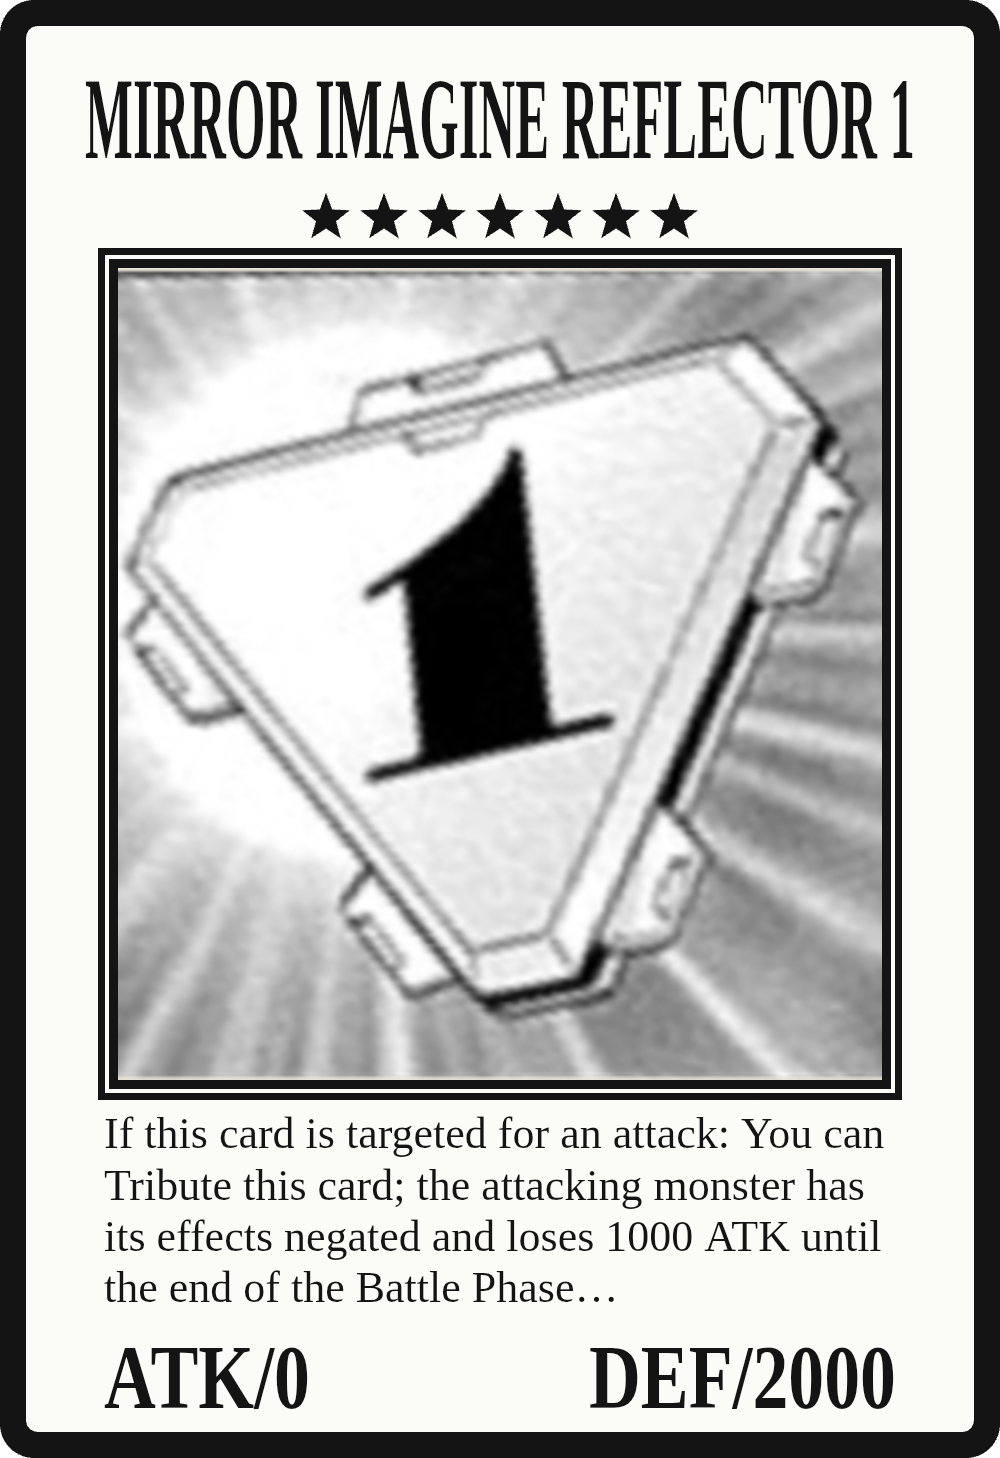 MIRROR IMAGINE REFLECTOR 1
1
If this card is targeted for an attack: You can
Tribute this card; the attacking monster has
its effects negated and loses 1000 ATK until
the end of the Battle Phase…
ATK/0
DEF/2000